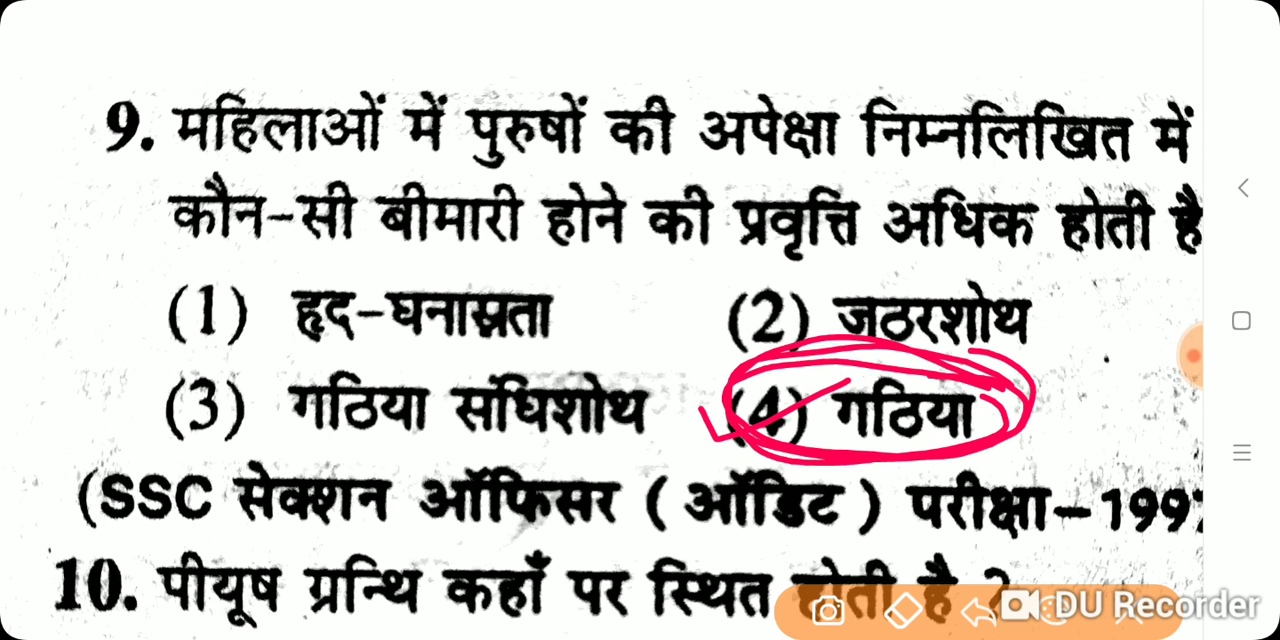 9. महिलाओं में पुरुषों की अपेक्षा निम्नलिखित में
कौन-सी बीमारी होने की प्रवृत्ति अधिक होती है
(1) हृद-घनास्रता (2) जठरशोथ
(3) गठिया संधिशोथ (4) गठिया
(SSC सेक्शन ऑफिसर (ऑडिट) परीक्षा-199
10. पीयूष ग्रन्थि कहाँ पर स्थित होती है ?
DU Recorder